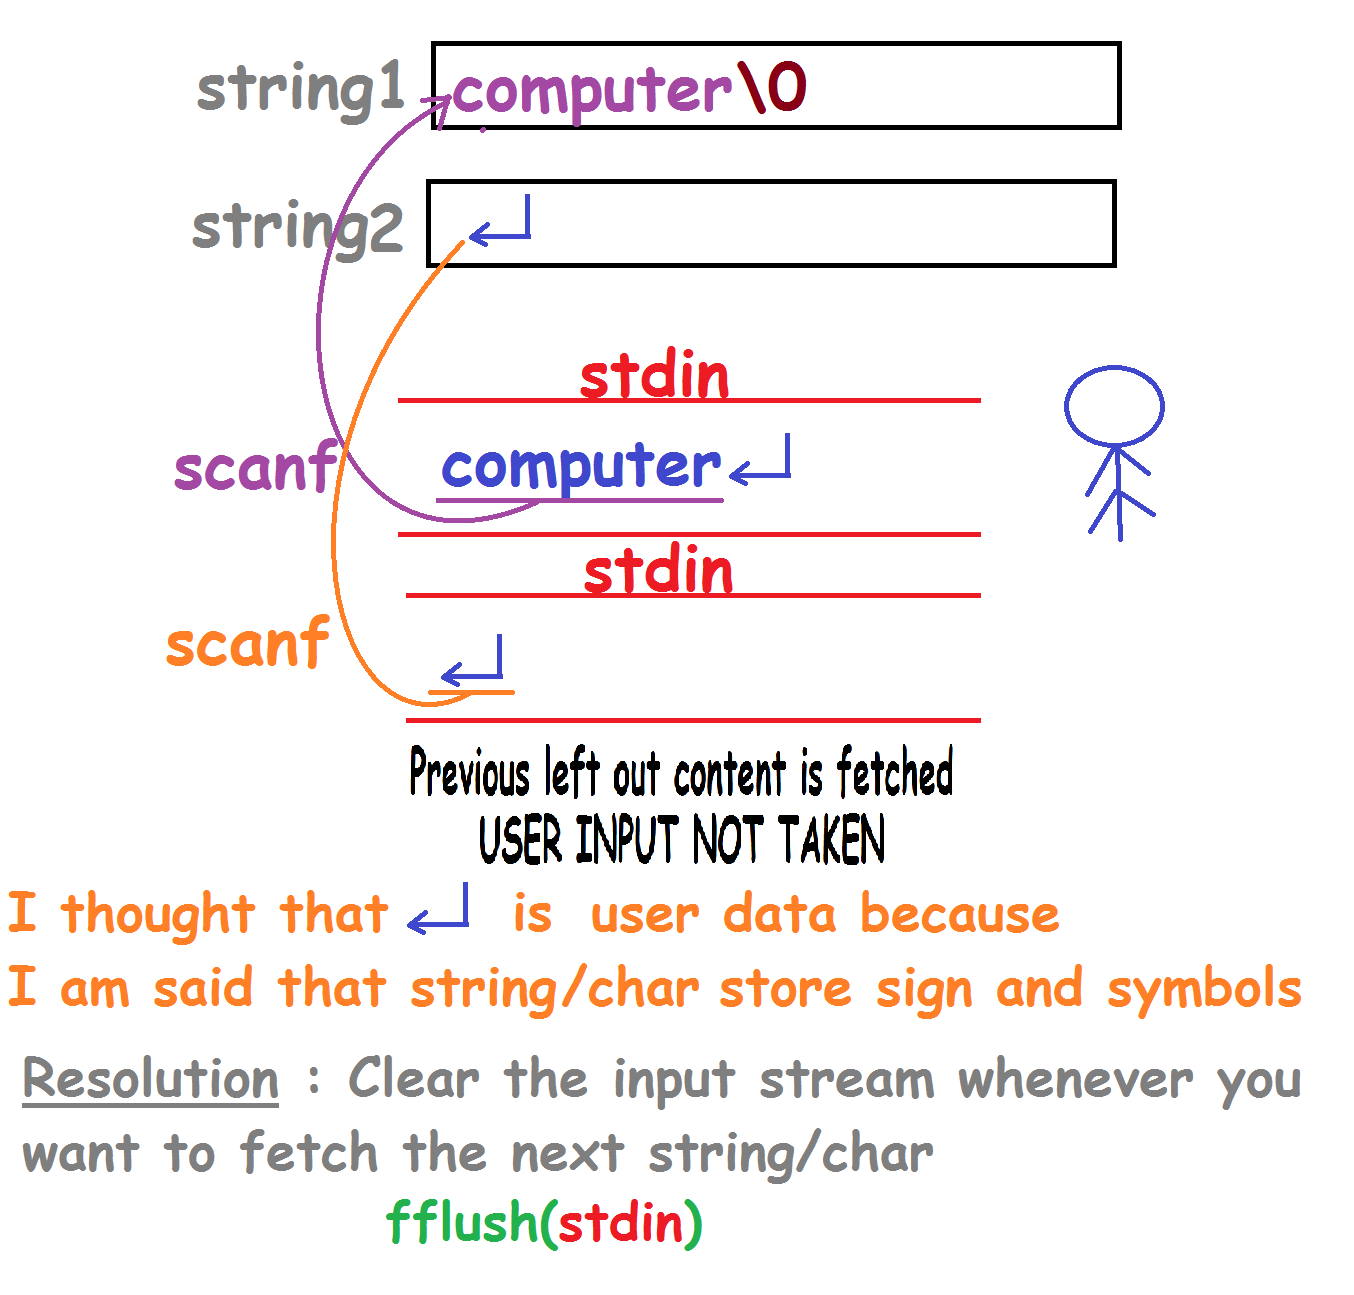 string1 computer\0
string2
stdin
scanf computer
stdin
scanf
Previous left out content is fetched
USER INPUT NOT TAKEN
I thought that is user data because
I am said that string/char store sign and symbols
Resolution : Clear the input stream whenever you
want to fetch the next string/char
fflush(stdin)